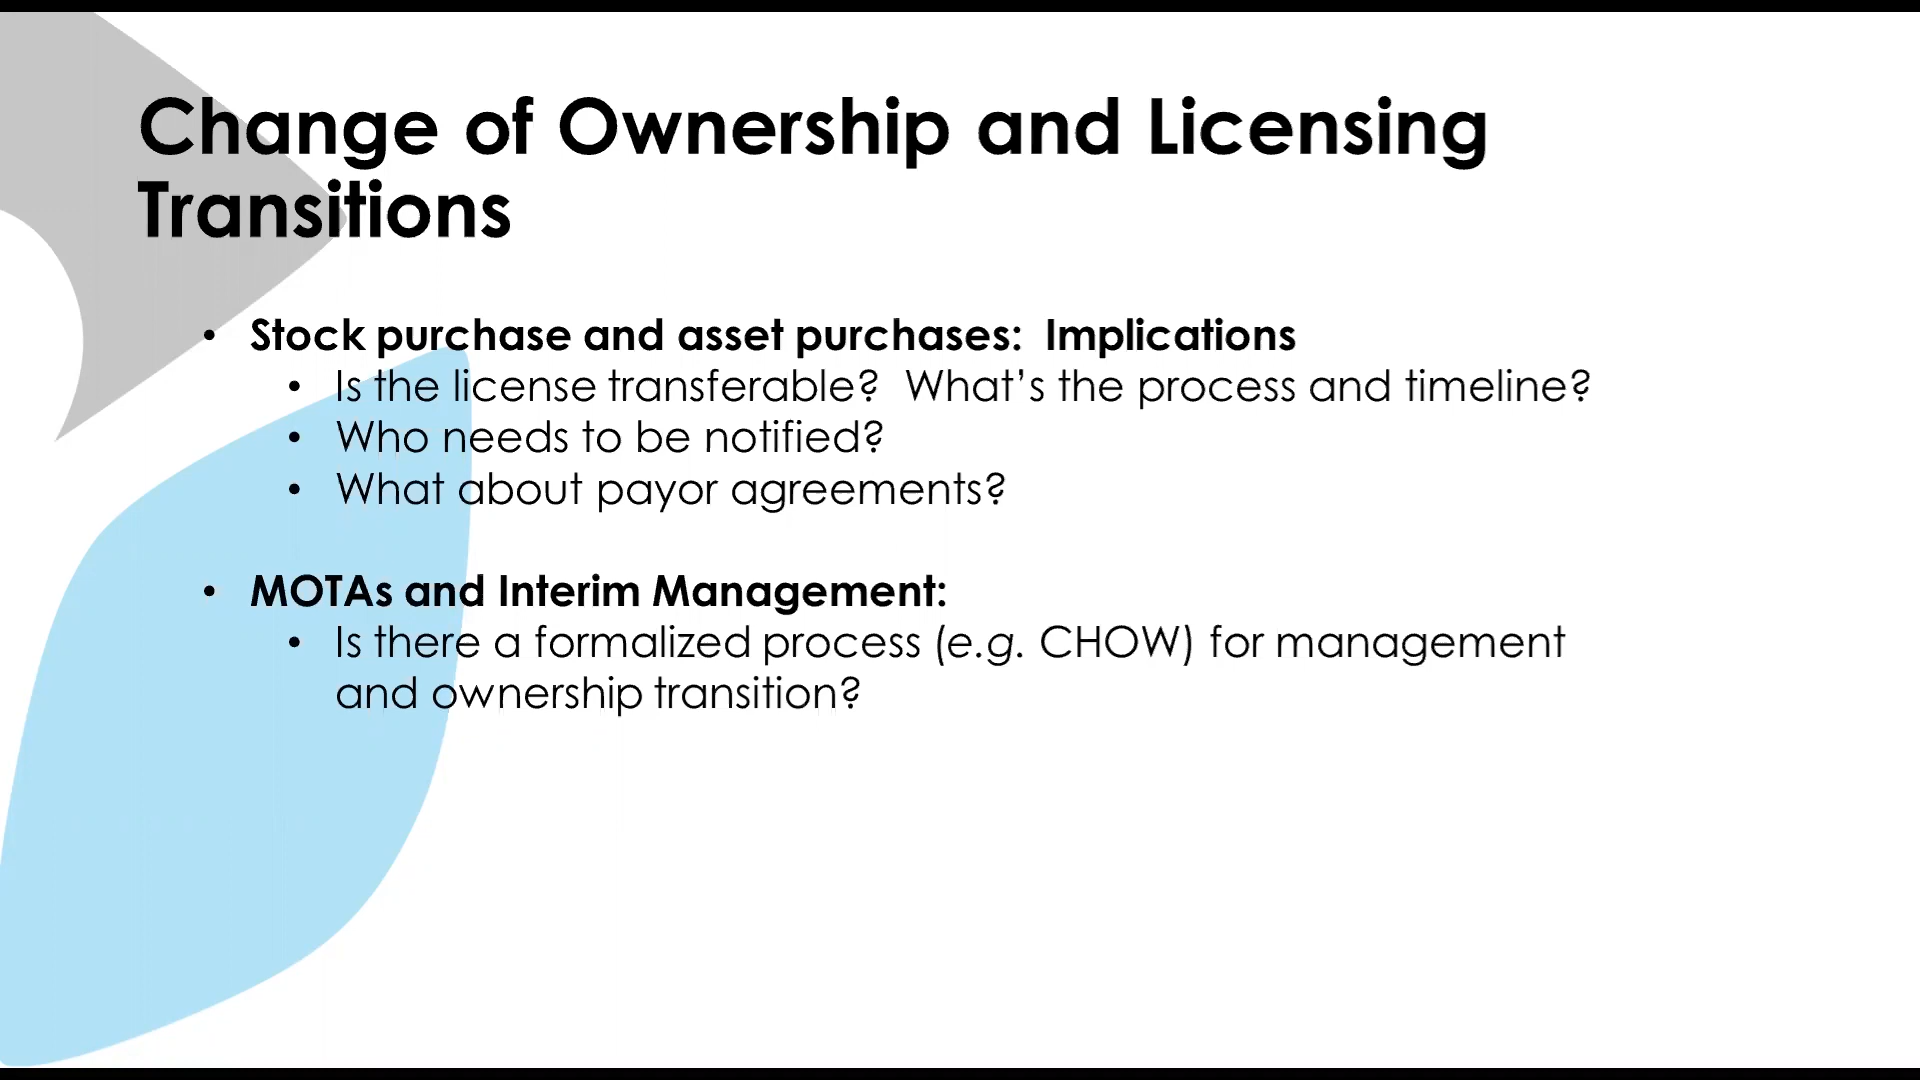 Change of Ownership and Licensing
Transitions
• Stock purchase and asset purchases:  Implications
• Is the license transferable?  What’s the process and timeline?
• Who needs to be notified?
• What about payor agreements?
• MOTAs and Interim Management:
• Is there a formalized process (e.g. CHOW) for management
and ownership transition?